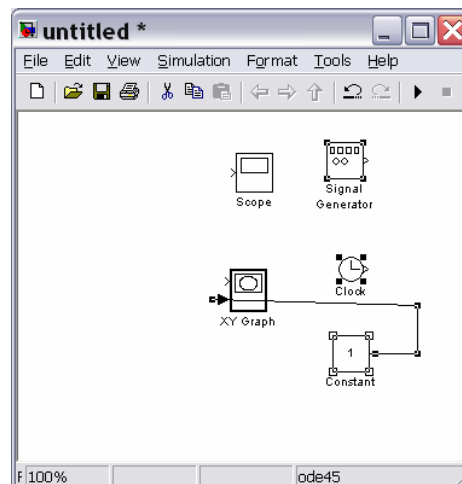 untitled *
File Edit View Simulation Format Tools Help
Scope
Signal
Generator
XY Graph
Clock
1
Constant
F 100% ode45